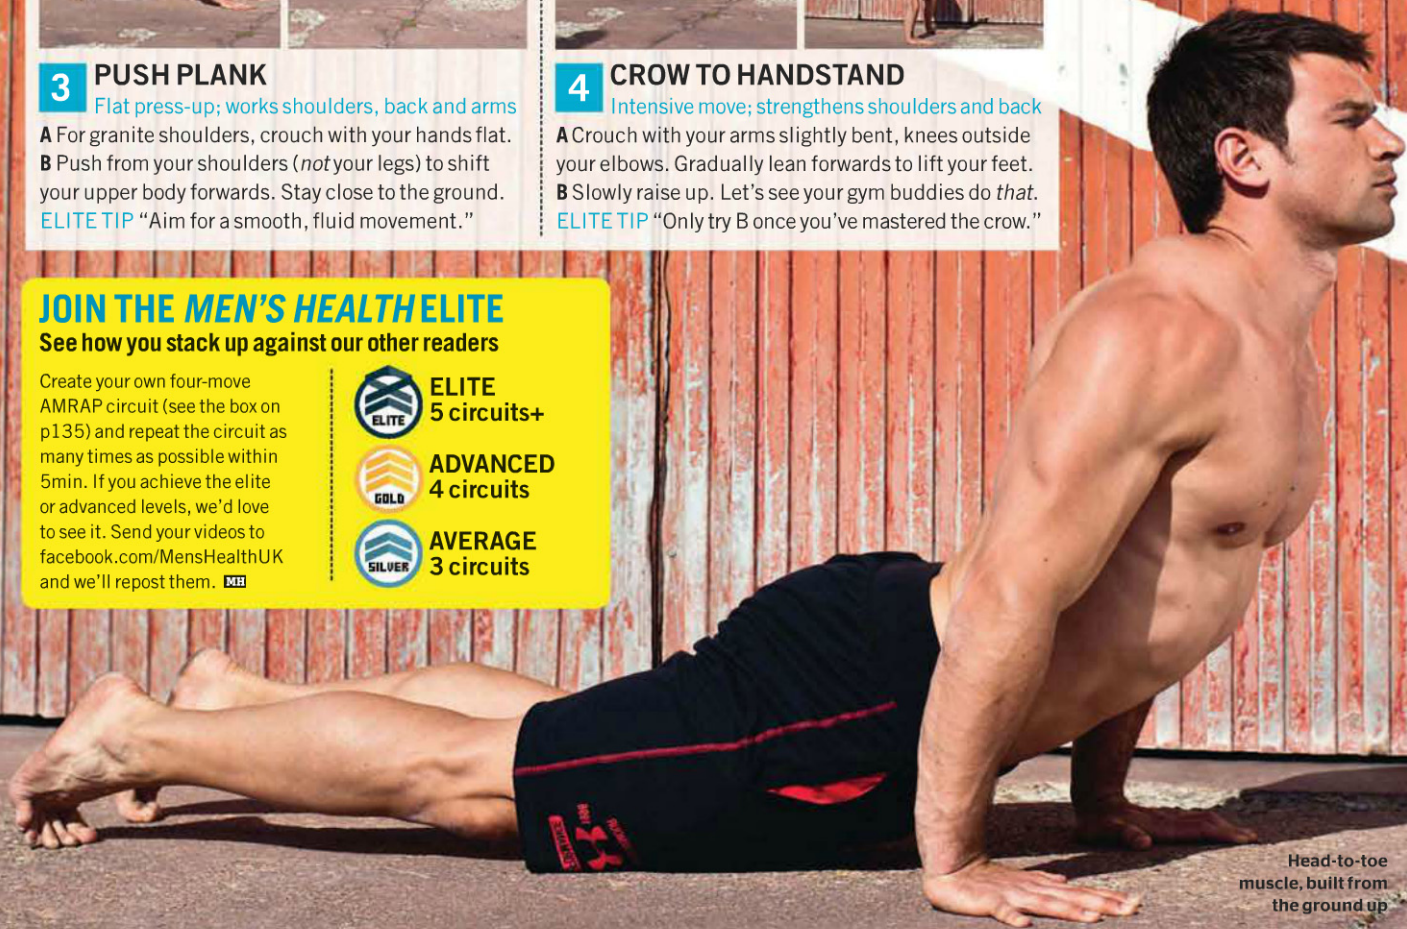 3 PUSH PLANK
Flat press-up; works shoulders, back and arms
A For granite shoulders, crouch with your hands flat.
B Push from your shoulders (not your legs) to shift
your upper body forwards. Stay close to the ground.
ELITE TIP “Aim for a smooth, fluid movement.”
4 CROW TO HANDSTAND
Intensive move; strengthens shoulders and back
A Crouch with your arms slightly bent, knees outside
your elbows. Gradually lean forwards to lift your feet.
B Slowly raise up. Let’s see your gym buddies do that.
ELITE TIP “Only try B once you’ve mastered the crow.”
JOIN THE MEN’S HEALTH ELITE
See how you stack up against our other readers
Create your own four-move
AMRAP circuit (see the box on
p135) and repeat the circuit as
many times as possible within
5min. If you achieve the elite
or advanced levels, we’d love
to see it. Send your videos to
facebook.com/MensHealthUK
and we’ll repost them. MH
ELITE
ELITE
5 circuits+
GOLD
ADVANCED
4 circuits
SILVER
AVERAGE
3 circuits
Head-to-toe
muscle, built from
the ground up